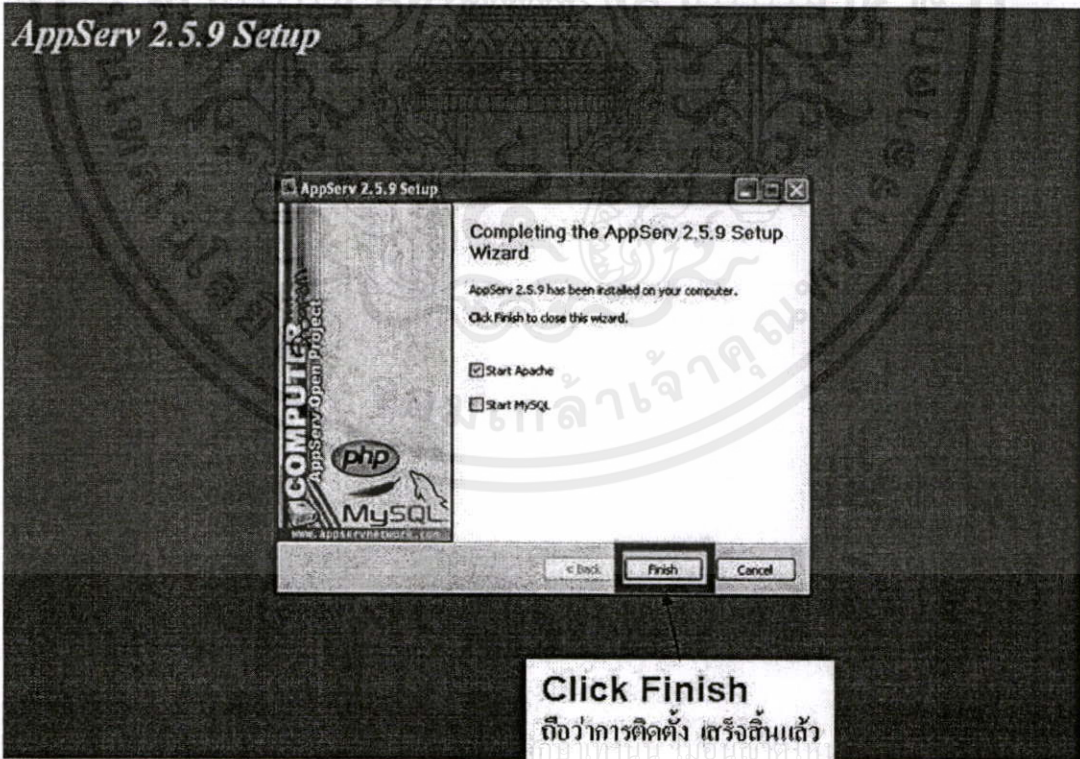 AppServ 2.5.9 Setup
AppServ 2.5.9 Setup
Completing the AppServ 2.5.9 Setup
Wizard
AppServ 2.5.9 has been installed on your computer.
Click Finish to close this wizard.
Start Apache
Start MySQL
COMPUTER
AppServ Open Project
php
MySQL
www.appservnetwork.com
< Back
Finish
Cancel
Click Finish
ถือว่าการติดตั้ง เสร็จสิ้นแล้ว